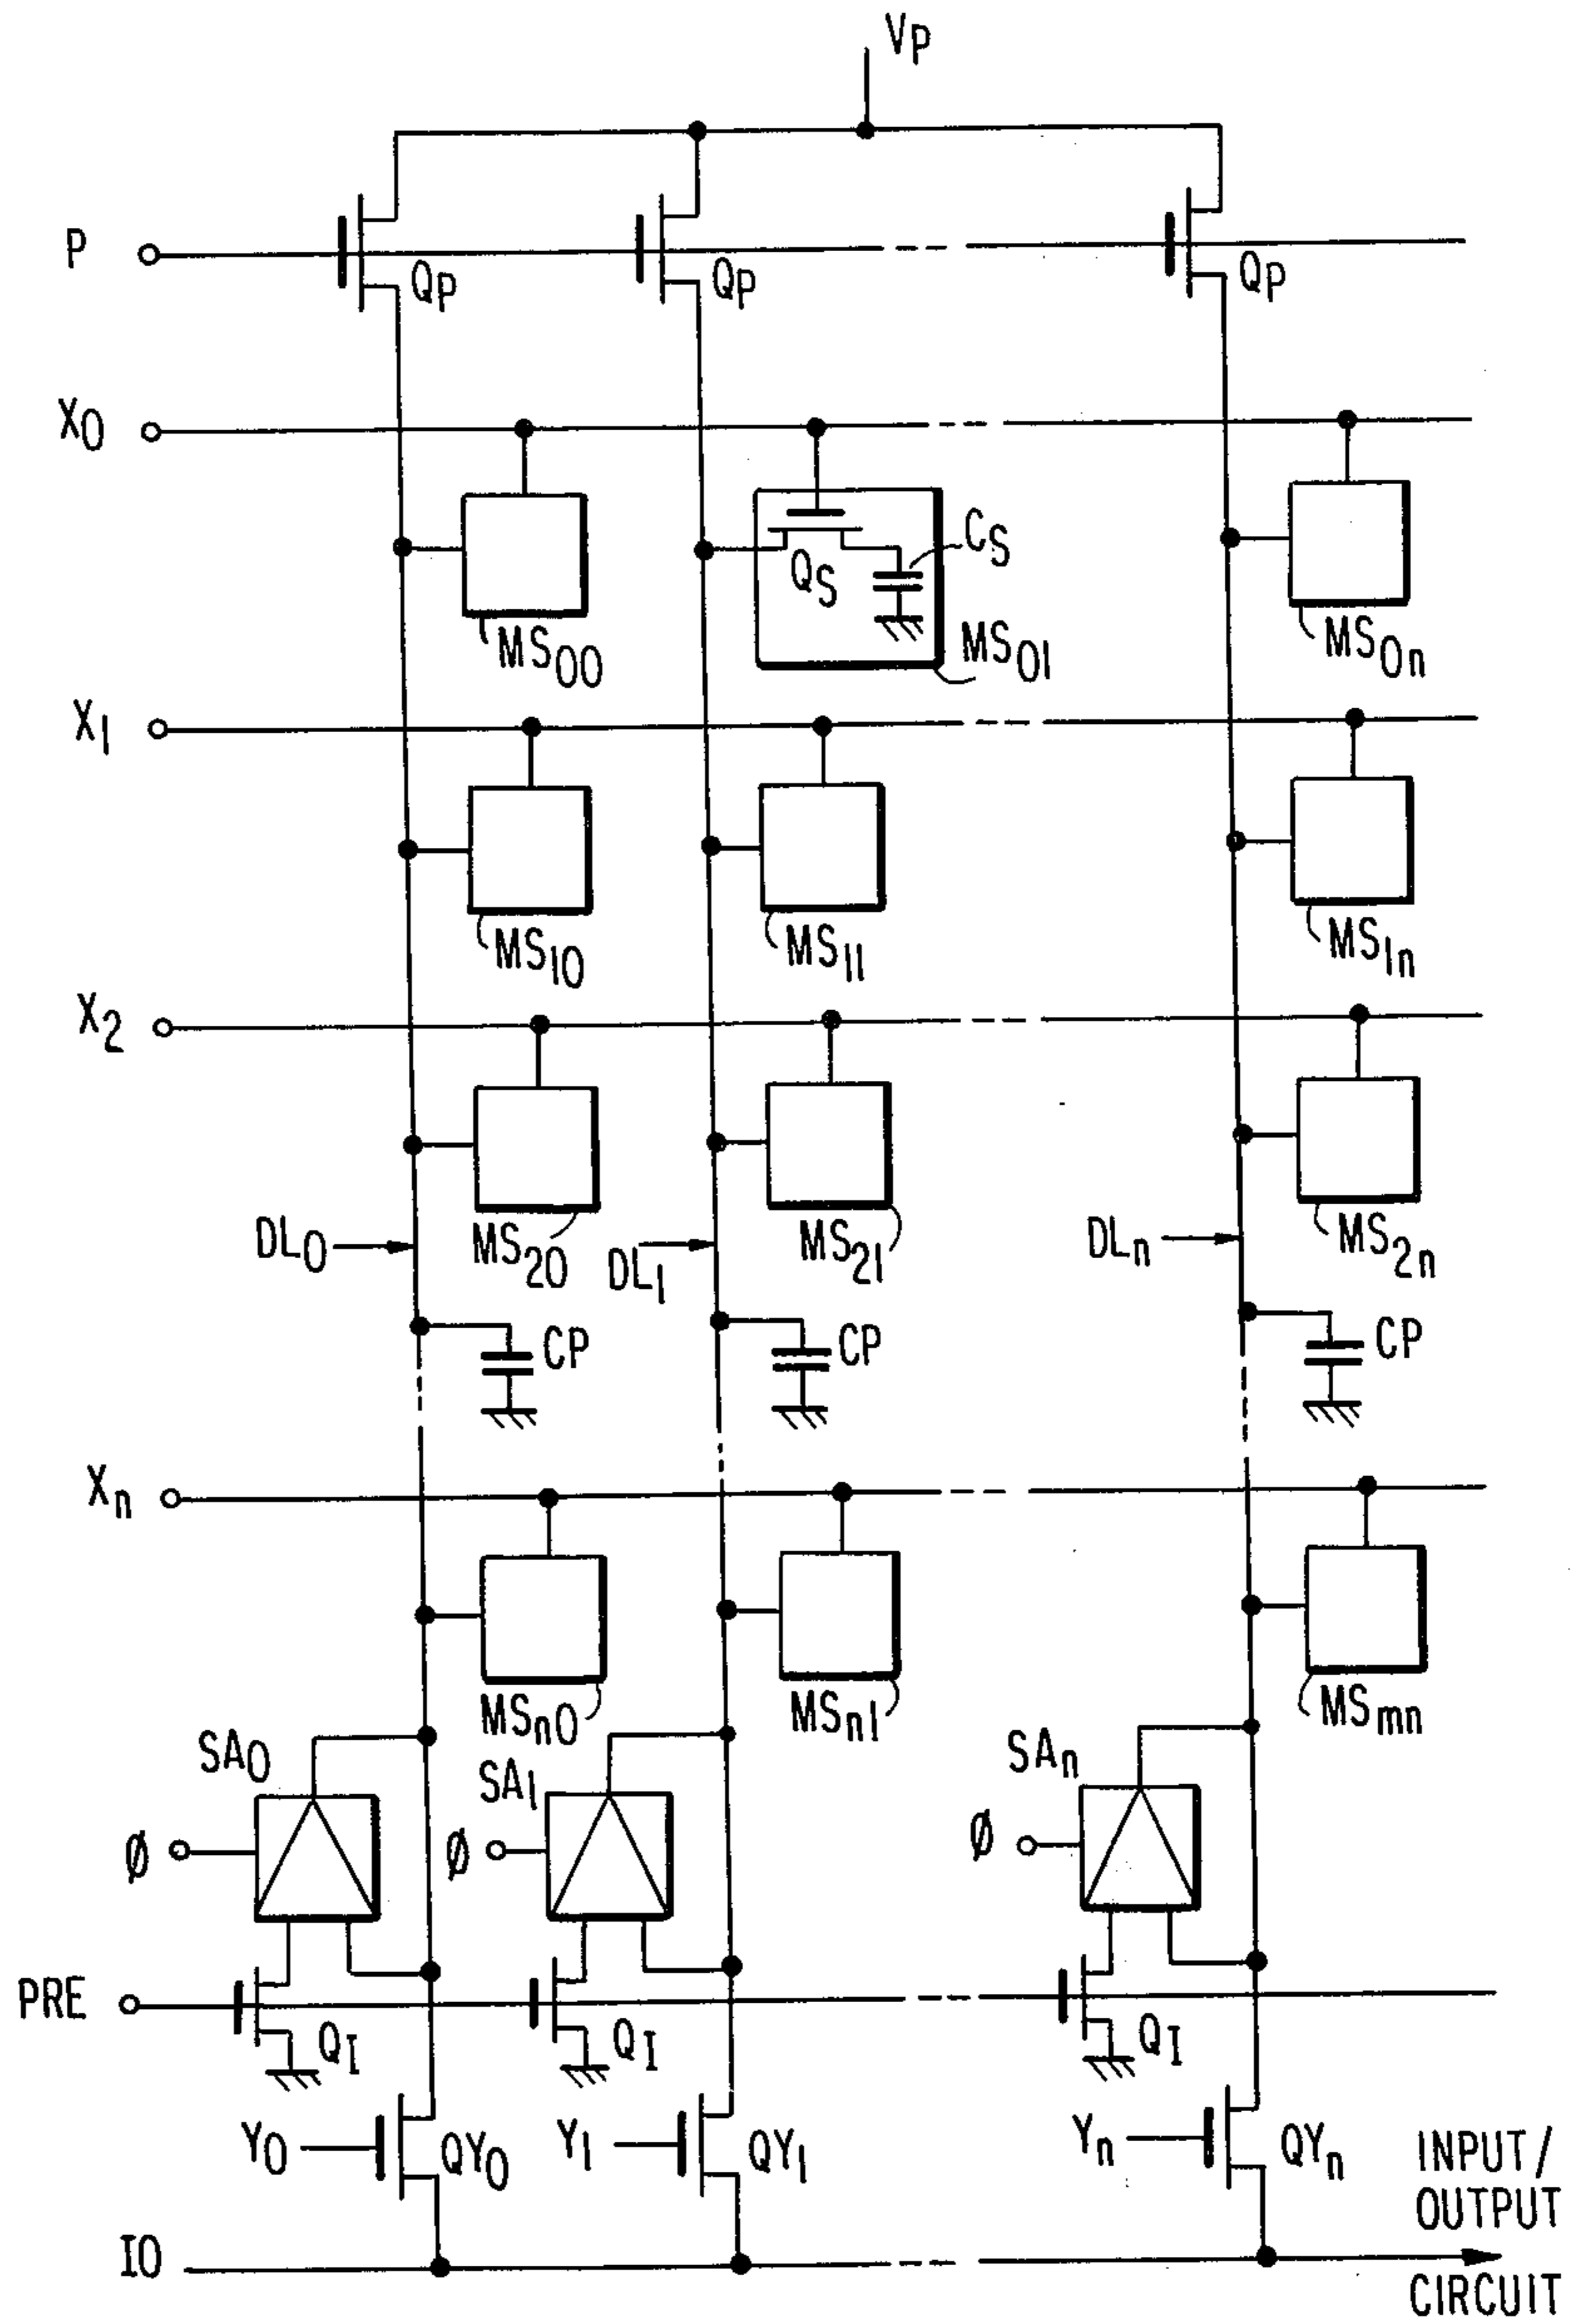 VP
P
QP QP QP
X0
CS
QS
MS00 MS01 MS0n
X1
MS10 MS11 MS1n
X2
MS20 MS21 MS2n
DL0 DL1 DLn
CP CP CP
Xn
MSn0 MSn1 MSmn
SA0 SA1 SAn
Ø Ø Ø
PRE
QI QI QI
Y0 QY0 Y1 QY1 Yn QYn
INPUT/
OUTPUT
IO
CIRCUIT